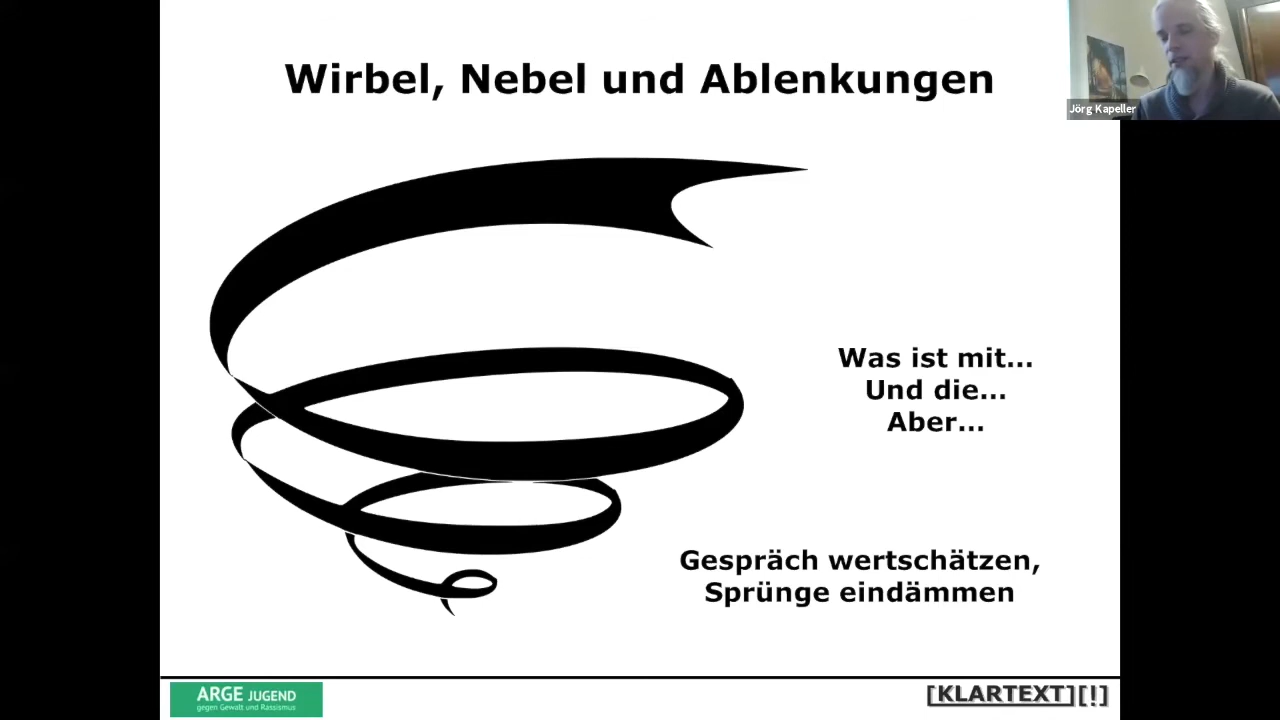 Wirbel, Nebel und Ablenkungen
Jörg Kapeller
Was ist mit...
Und die...
Aber...
Gespräch wertschätzen,
Sprünge eindämmen
ARGE JUGEND
gegen Gewalt und Rassismus
[KLARTEXT][!]